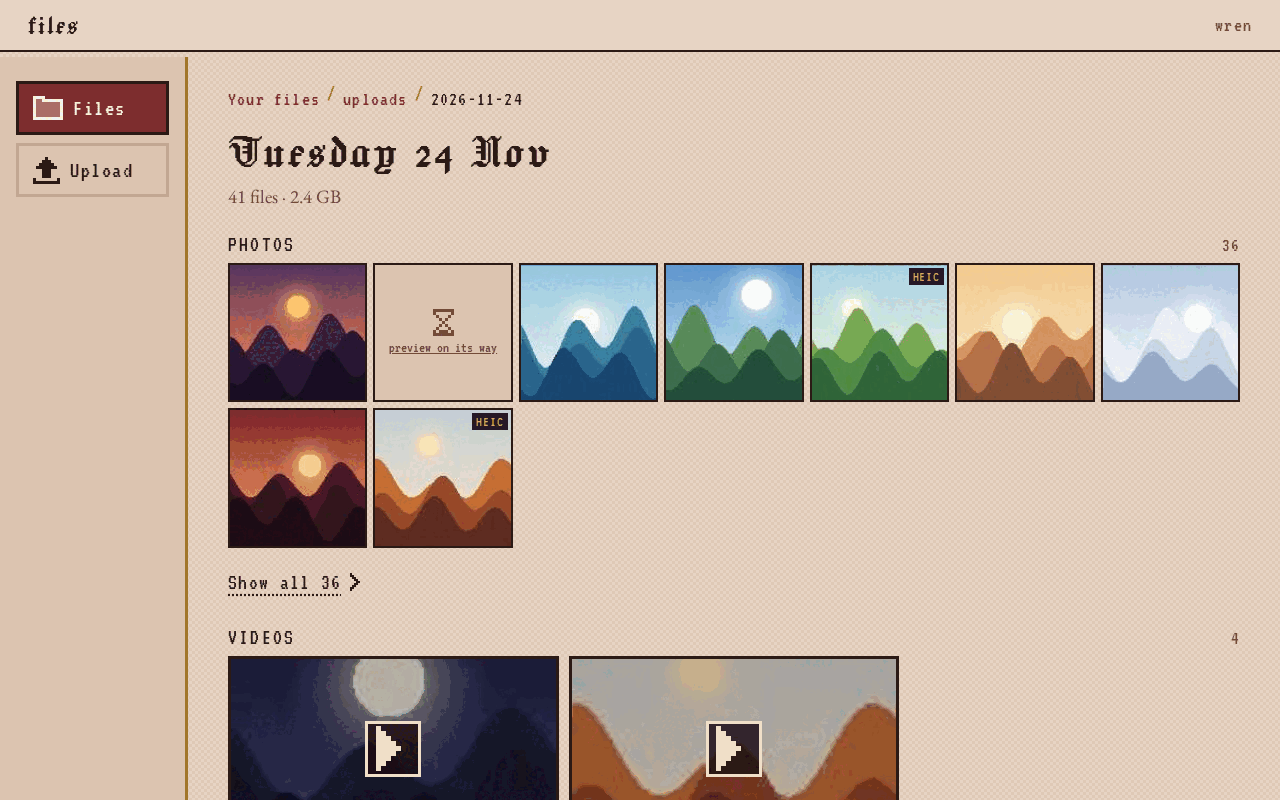 files
wren
Files
Upload
Your files / uploads / 2026-11-24
Tuesday 24 Nov
41 files · 2.4 GB
PHOTOS
36
preview on its way
HEIC
HEIC
Show all 36
VIDEOS
4